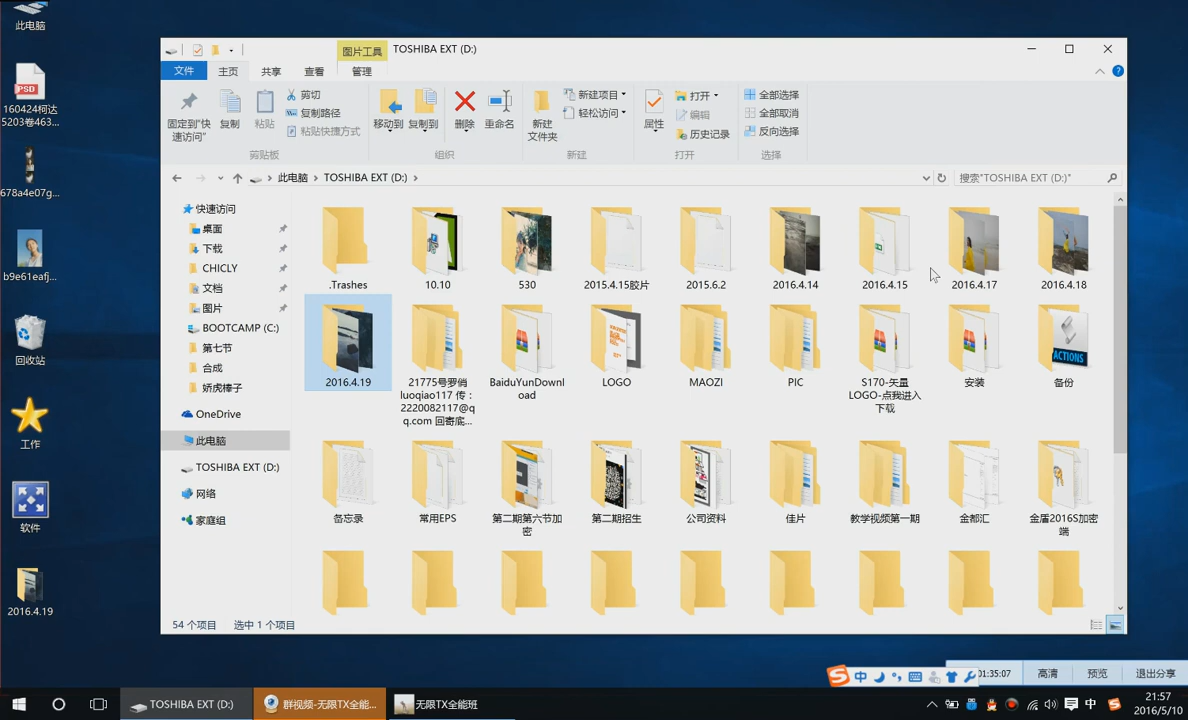 此电脑
PSD
160424柯达
5203卷463...
678a4e07g...
b9e61eafj...
回收站
工作
软件
2016.4.19
图片工具
TOSHIBA EXT (D:)
文件
主页
共享
查看
管理
固定到"快
速访问"
复制
粘贴
剪切
复制路径
粘贴快捷方式
剪贴板
移动到
复制到
删除
重命名
组织
新建
文件夹
新建项目
轻松访问
新建
属性
打开
编辑
历史记录
打开
全部选择
全部取消
反向选择
选择
此电脑 > TOSHIBA EXT (D:) >
搜索"TOSHIBA EXT (D:)"
快速访问
桌面
下载
CHICLY
文档
图片
BOOTCAMP (C:)
第七节
合成
娇虎棒子
OneDrive
此电脑
TOSHIBA EXT (D:)
网络
家庭组
.Trashes
10.10
530
2015.4.15胶片
2015.6.2
2016.4.14
2016.4.15
2016.4.17
2016.4.18
2016.4.19
21775号罗俏
luoqiao117 传：
2220082117@q
q.com 回寄底...
BaiduYunDownl
oad
LOGO
MAOZI
PIC
S170-矢量
LOGO-点我进入
下载
安装
ACTIONS
备份
备忘录
常用EPS
第二期第六节加
密
第二期招生
公司资料
佳片
教学视频第一期
金都汇
金盾2016S加密
端
54 个项目
选中 1 个项目
中
01:35:07
高清
预览
退出分享
TOSHIBA EXT (D:)
群视频-无限TX全能...
无限TX全能班
中
21:57
2016/5/10